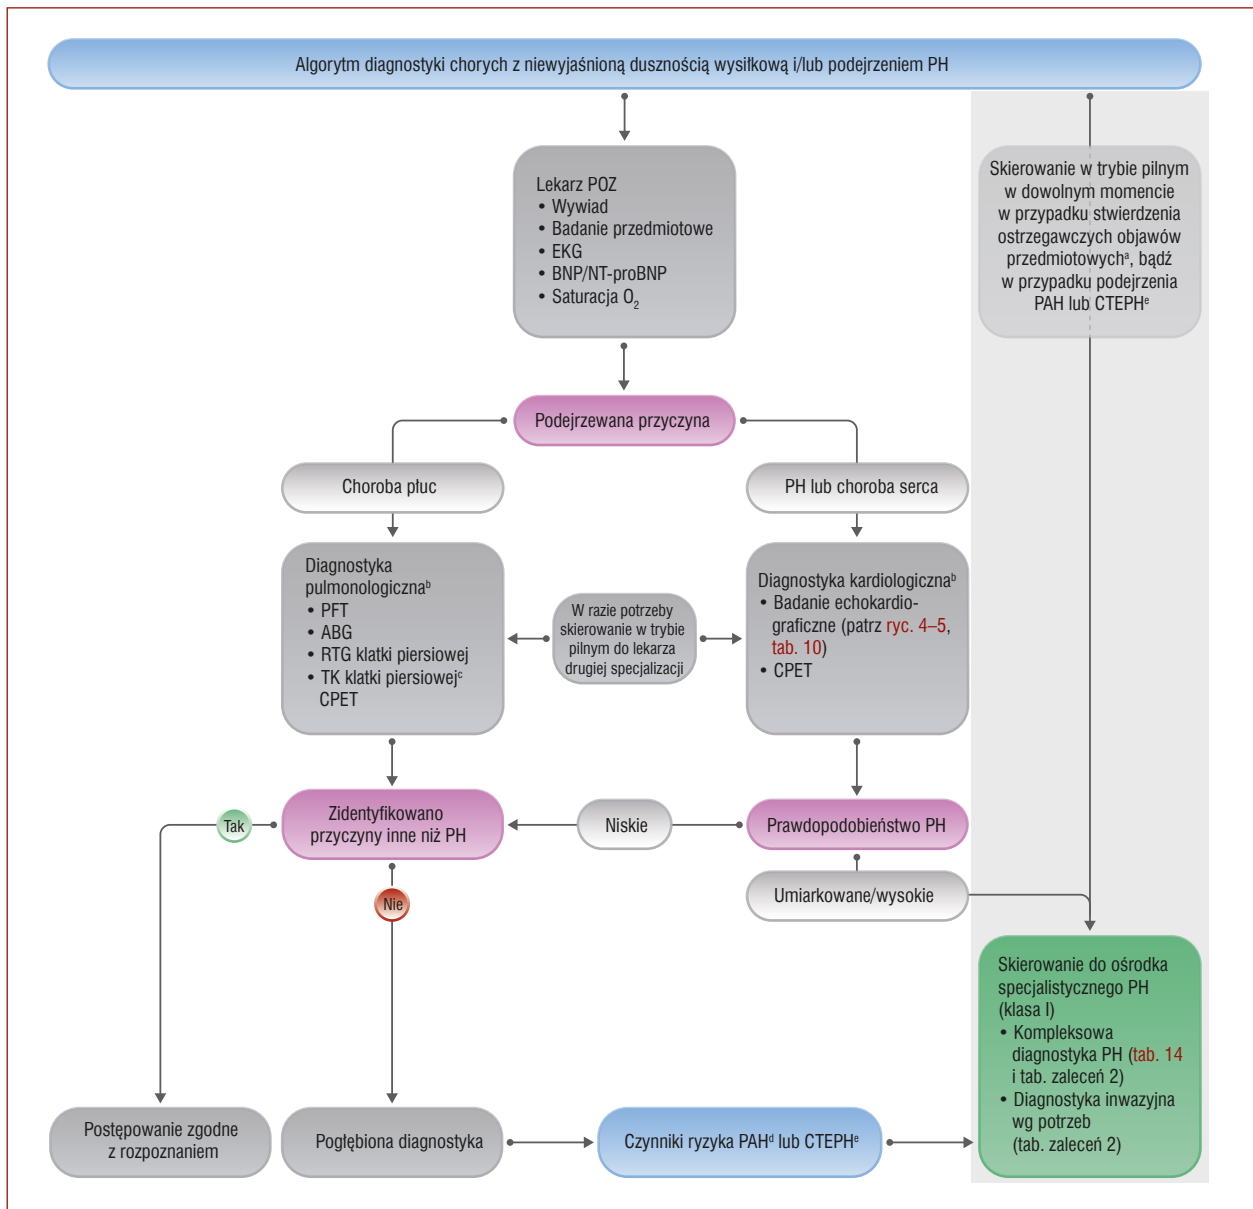 Algorytm diagnostyki chorych z niewyjaśnioną dusznością wysiłkową i/lub podejrzeniem PH
Lekarz POZ
• Wywiad
• Badanie przedmiotowe
• EKG
• BNP/NT-proBNP
• Saturacja O₂
Skierowanie w trybie pilnym
w dowolnym momencie
w przypadku stwierdzenia
ostrzegawczych objawów
przedmiotowychᵃ, bądź
w przypadku podejrzenia
PAH lub CTEPHᵉ
Podejrzewana przyczyna
Choroba płuc
PH lub choroba serca
Diagnostyka
pulmonologicznaᵇ
• PFT
• ABG
• RTG klatki piersiowej
• TK klatki piersiowejᶜ
CPET
W razie potrzeby
skierowanie w trybie
pilnym do lekarza
drugiej specjalizacji
Diagnostyka kardiologicznaᵇ
• Badanie echokardio-
graficzne (patrz ryc. 4–5,
tab. 10)
• CPET
Tak
Zidentyfikowano
przyczyny inne niż PH
Niskie
Prawdopodobieństwo PH
Nie
Umiarkowane/wysokie
Skierowanie do ośrodka
specjalistycznego PH
(klasa I)
• Kompleksowa
diagnostyka PH (tab. 14
i tab. zaleceń 2)
• Diagnostyka inwazyjna
wg potrzeb
(tab. zaleceń 2)
Postępowanie zgodne
z rozpoznaniem
Pogłębiona diagnostyka
Czynniki ryzyka PAHᵈ lub CTEPHᵉ